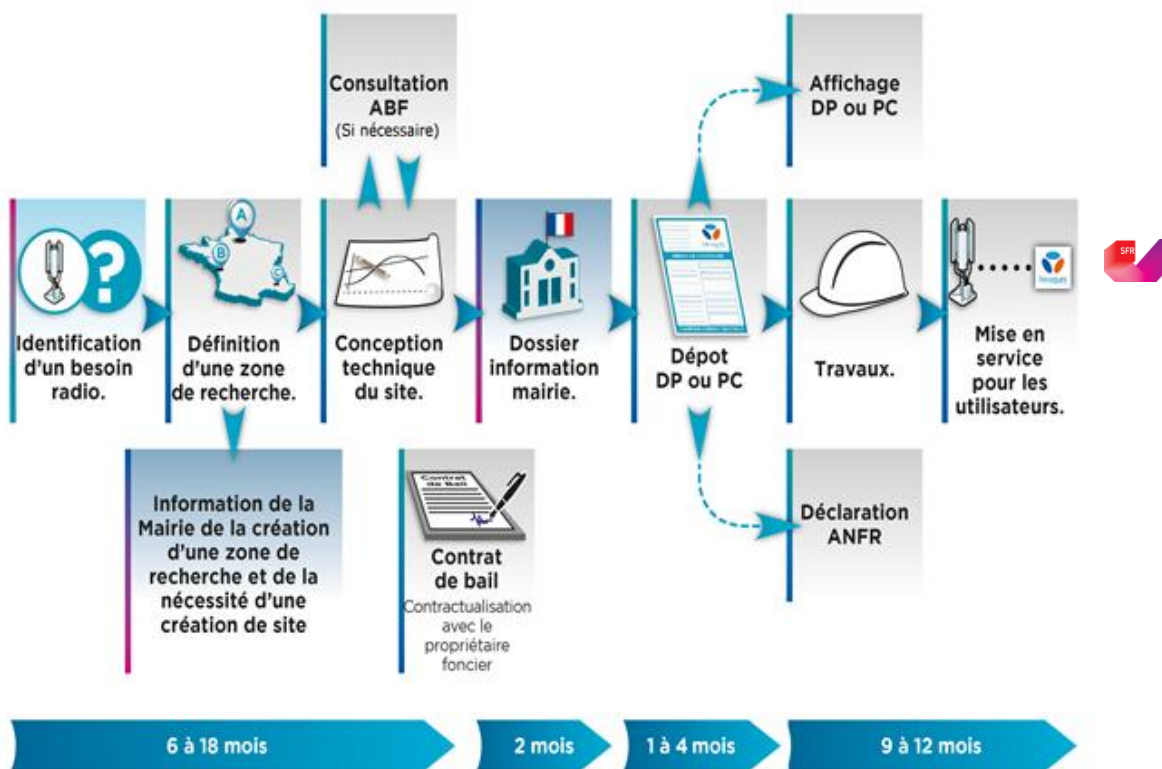 Consultation
ABF
(Si nécessaire)
Affichage
DP ou PC
A
B
C
Identification
d'un besoin
radio.
Définition
d'une zone
de recherche.
Conception
technique
du site.
Dossier
information
mairie.
Dépot
DP ou PC
Travaux.
Mise en
service
pour les
utilisateurs.
SFR
Information de la
Mairie de la création
d'une zone de
recherche et de la
nécessité d'une
création de site
Contrat
de Bail
Contrat
de bail
Contractualisation
avec le
propriétaire
foncier
Déclaration
ANFR
6 à 18 mois
2 mois
1 à 4 mois
9 à 12 mois